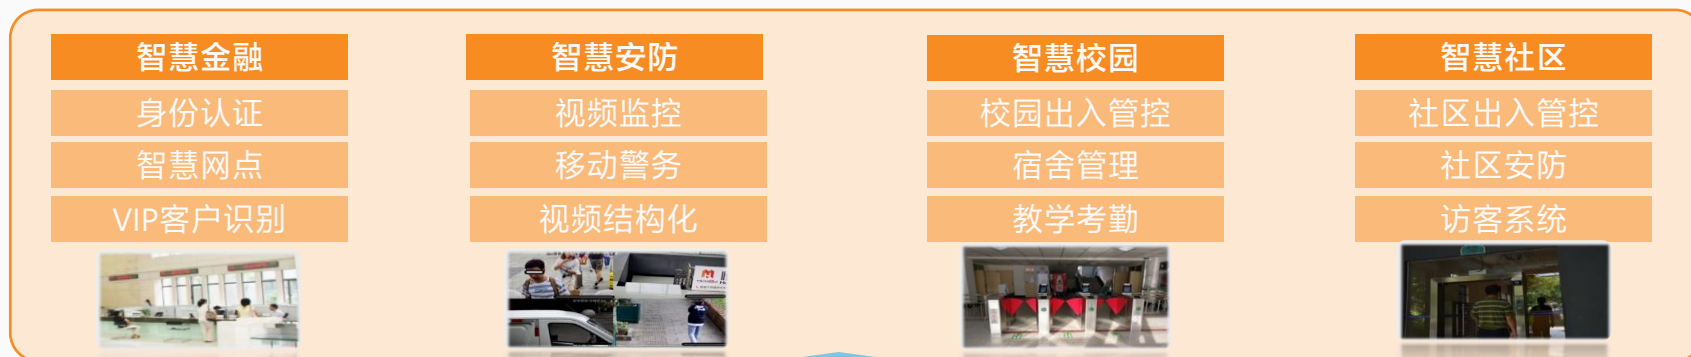 智慧金融
身份认证
智慧网点
VIP客户识别
智慧安防
视频监控
移动警务
视频结构化
智慧校园
校园出入管控
宿舍管理
教学考勤
智慧社区
社区出入管控
社区安防
访客系统